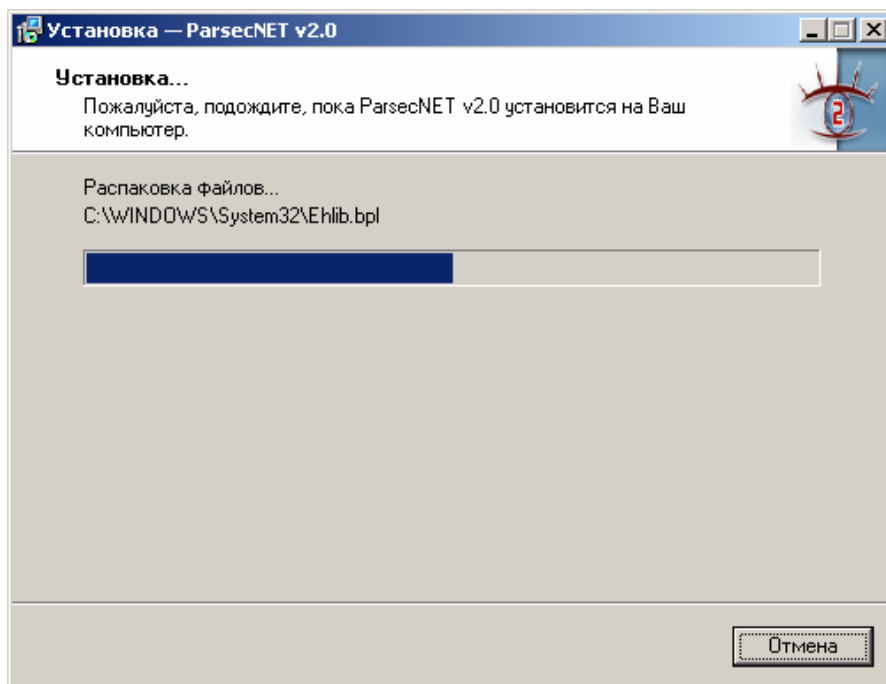 Установка — ParsecNET v2.0
Установка...
Пожалуйста, подождите, пока ParsecNET v2.0 установится на Ваш
компьютер.
2
Распаковка файлов...
C:\WINDOWS\System32\Ehlib.bpl
Отмена